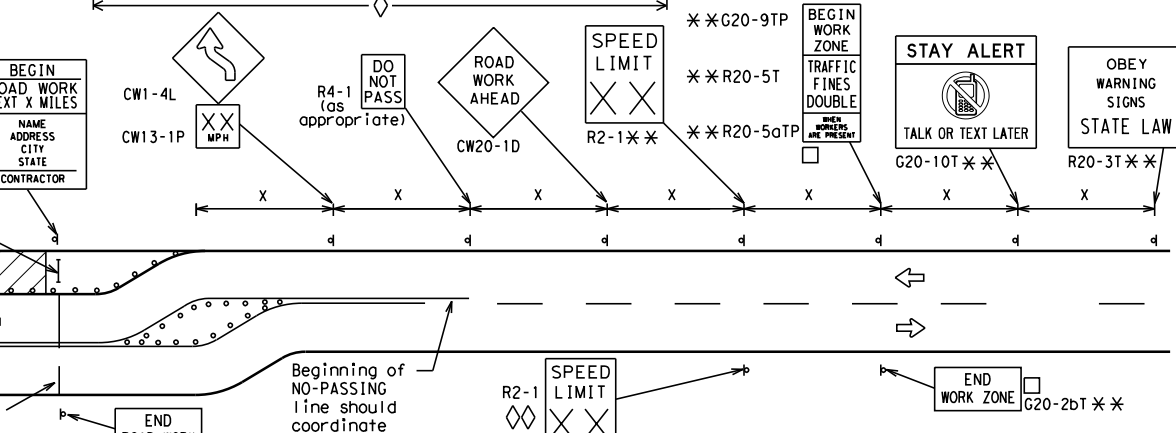 BEGIN
ROAD WORK
NEXT X MILES
NAME
ADDRESS
CITY
STATE
CONTRACTOR
CW1-4L
CW13-1P
X X
MPH
R4-1
(as
appropriate)
DO
NOT
PASS
ROAD
WORK
AHEAD
CW20-1D
SPEED
LIMIT
X X
R2-1**
**G20-9TP
**R20-5T
**R20-5aTP
BEGIN
WORK
ZONE
TRAFFIC
FINES
DOUBLE
WHEN
WORKERS
ARE PRESENT
STAY ALERT
TALK OR TEXT LATER
G20-10T**
OBEY
WARNING
SIGNS
STATE LAW
R20-3T**
X X X X X X X
Beginning of
NO-PASSING
line should
coordinate
R2-1
SPEED
LIMIT
X X
END
WORK ZONE
G20-2bT**
END
ROAD WORK